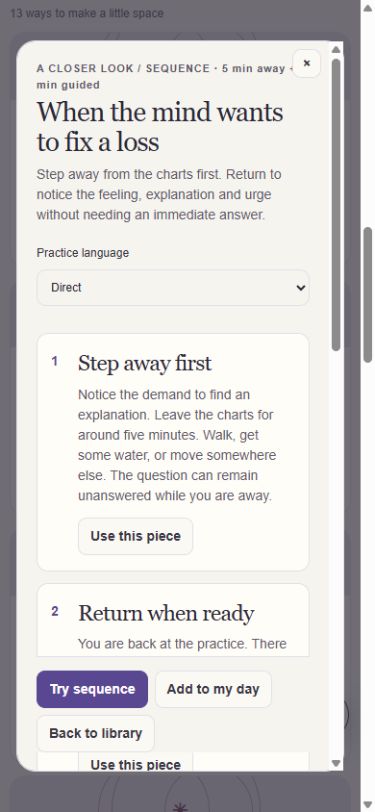 13 ways to make a little space
A CLOSER LOOK / SEQUENCE · 5 min away
×
min guided
When the mind wants
to fix a loss
Step away from the charts first. Return to
notice the feeling, explanation and urge
without needing an immediate answer.
Practice language
Direct
1 Step away first
Notice the demand to find an
explanation. Leave the charts for
around five minutes. Walk, get
some water, or move somewhere
else. The question can remain
unanswered while you are away.
Use this piece
2 Return when ready
You are back at the practice. There
Try sequence Add to my day
Back to library
Use this piece